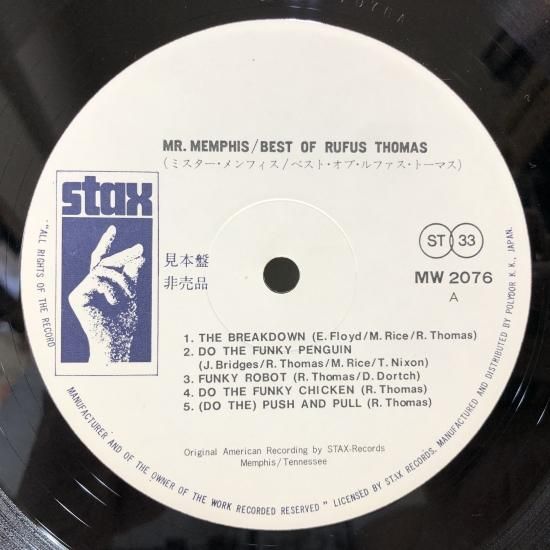 MR. MEMPHIS/BEST OF RUFUS THOMAS
(ミスター・メンフィス/ベスト・オブ・ルファス・トーマス)
stax
見本盤
非売品
ST 33
MW 2076
A
1. THE BREAKDOWN (E. Floyd/M. Rice/R. Thomas)
2. DO THE FUNKY PENGUIN
(J. Bridges/R. Thomas/M. Rice/T. Nixon)
3. FUNKY ROBOT (R. Thomas/D. Dortch)
4. DO THE FUNKY CHICKEN (R. Thomas)
5. (DO THE) PUSH AND PULL (R. Thomas)
Original American Recording by STAX-Records
Memphis/Tennessee
"ALL RIGHTS OF THE RECORD
MANUFACTURER AND OF THE OWNER OF THE WORK RECORDED RESERVED" LICENSED BY STAX RECORDS. MANUFACTURED AND DISTRIBUTED BY POLYDOR K.K., JAPAN.